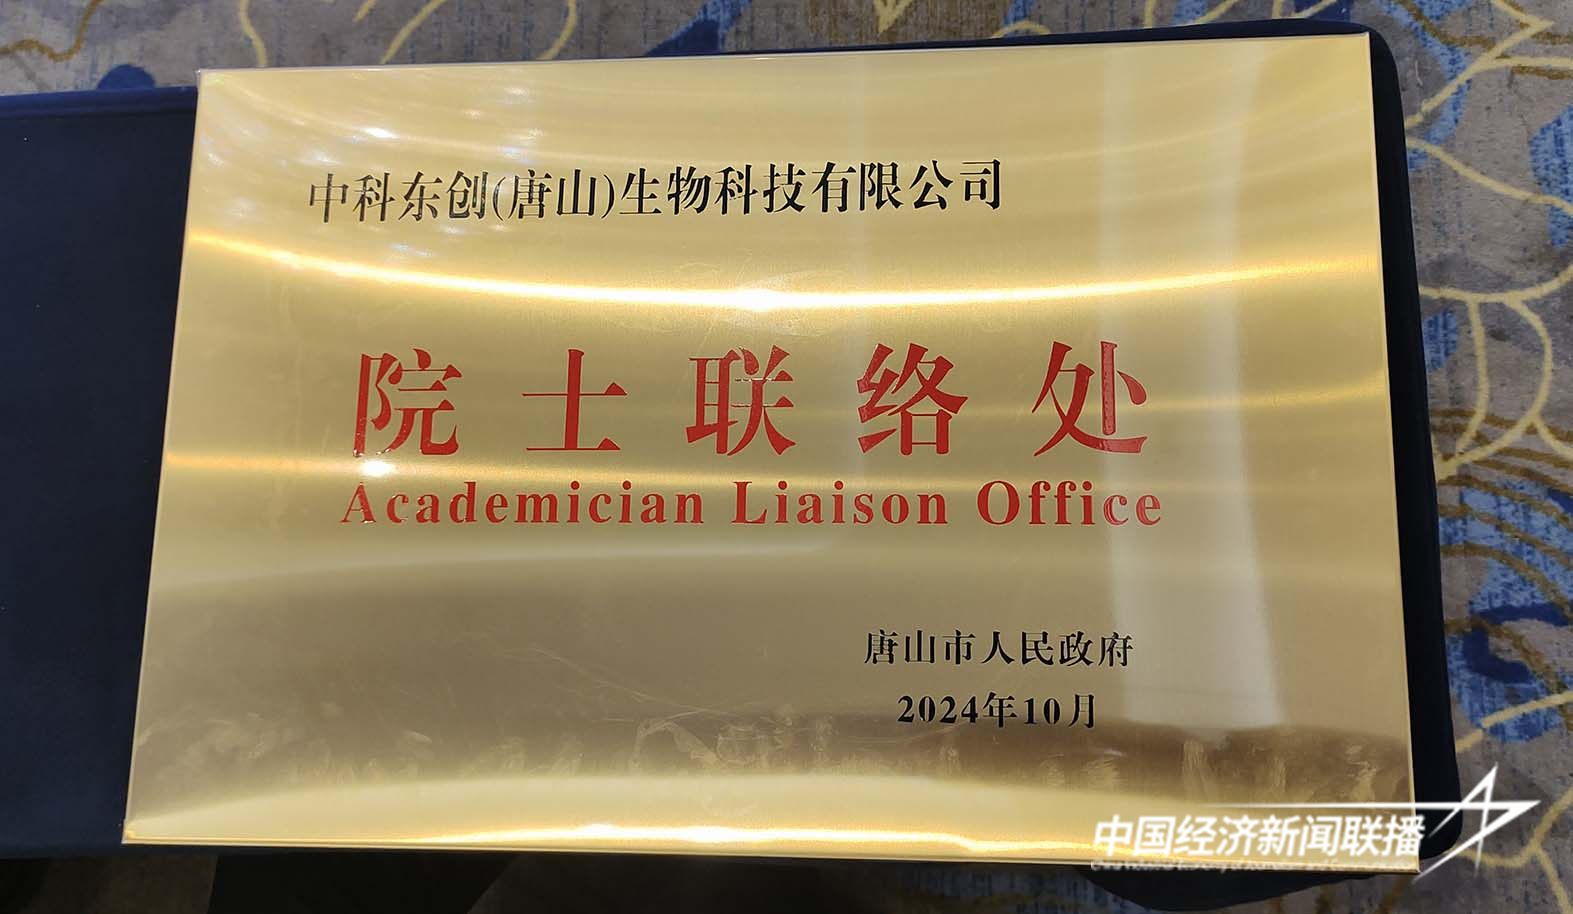 中科东创(唐山)生物科技有限公司
院士联络处
Academician Liaison Office
唐山市人民政府
2024年10月
中国经济新闻联播